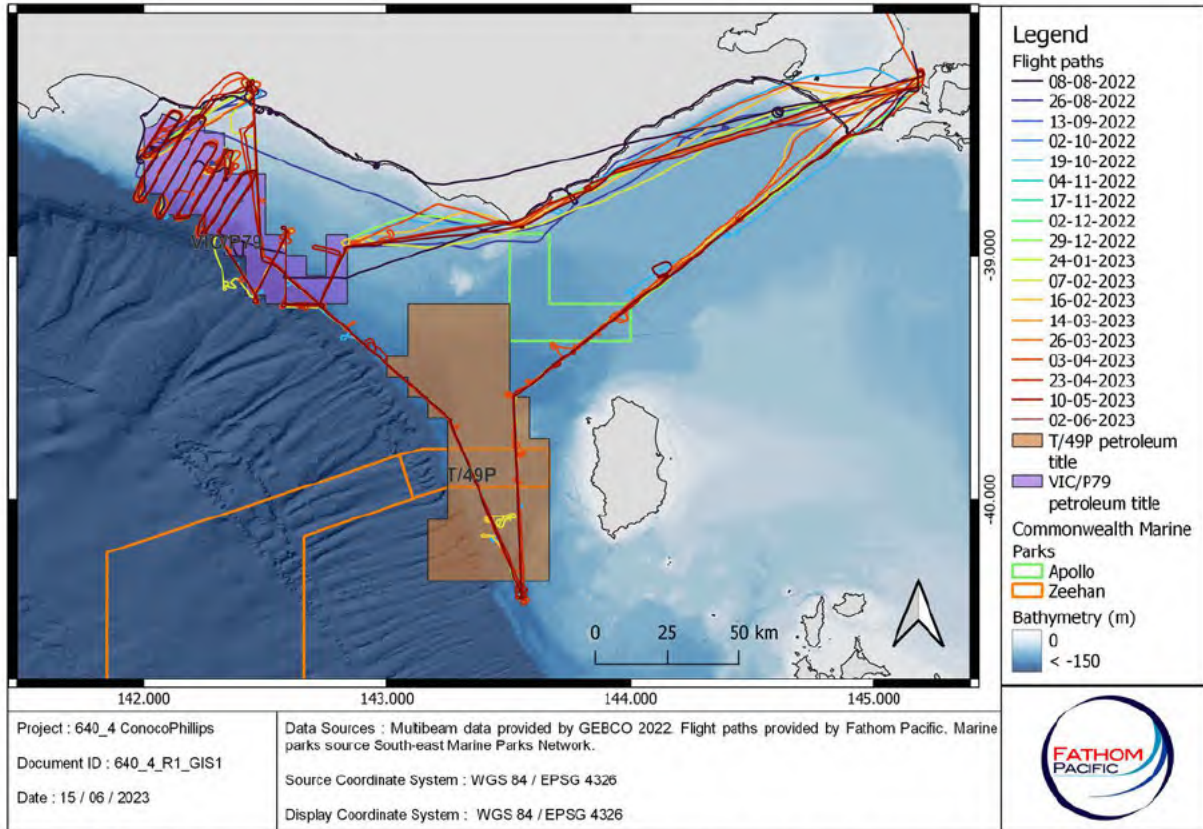 VIC/P79
T/49P
0 25 50 km
-39.000
-40.000
142.000 143.000 144.000 145.000
Legend
Flight paths
08-08-2022
26-08-2022
13-09-2022
02-10-2022
19-10-2022
04-11-2022
17-11-2022
02-12-2022
29-12-2022
24-01-2023
07-02-2023
16-02-2023
14-03-2023
26-03-2023
03-04-2023
23-04-2023
10-05-2023
02-06-2023
T/49P petroleum
title
VIC/P79
petroleum title
Commonwealth Marine
Parks
Apollo
Zeehan
Bathymetry (m)
0
< -150
Project : 640_4 ConocoPhillips
Document ID : 640_4_R1_GIS1
Date : 15 / 06 / 2023
Data Sources : Multibeam data provided by GEBCO 2022. Flight paths provided by Fathom Pacific. Marine
parks source South-east Marine Parks Network.
Source Coordinate System : WGS 84 / EPSG 4326
Display Coordinate System : WGS 84 / EPSG 4326
FATHOM
PACIFIC